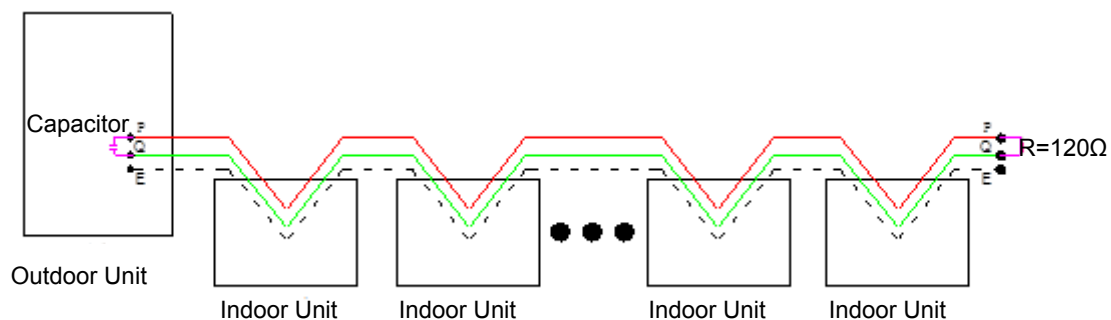 Capacitor
P
Q
E
P
Q
E
R=120Ω
Outdoor Unit
Indoor Unit
Indoor Unit
Indoor Unit
Indoor Unit